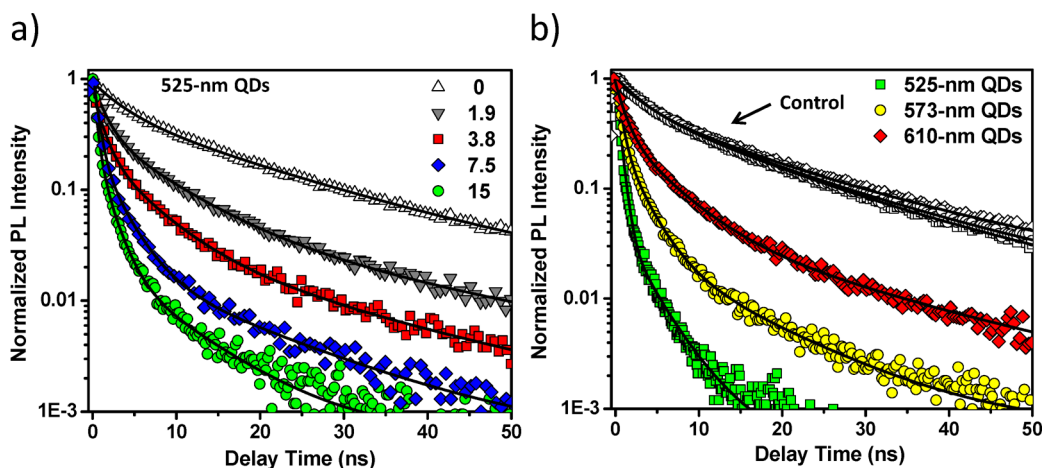 a)
525-nm QDs
0
1.9
3.8
7.5
15
1
0.1
0.01
1E-3
Normalized PL Intensity
0
10
20
30
40
50
Delay Time (ns)
b)
525-nm QDs
573-nm QDs
610-nm QDs
Control
1
0.1
0.01
1E-3
Normalized PL Intensity
0
10
20
30
40
50
Delay Time (ns)